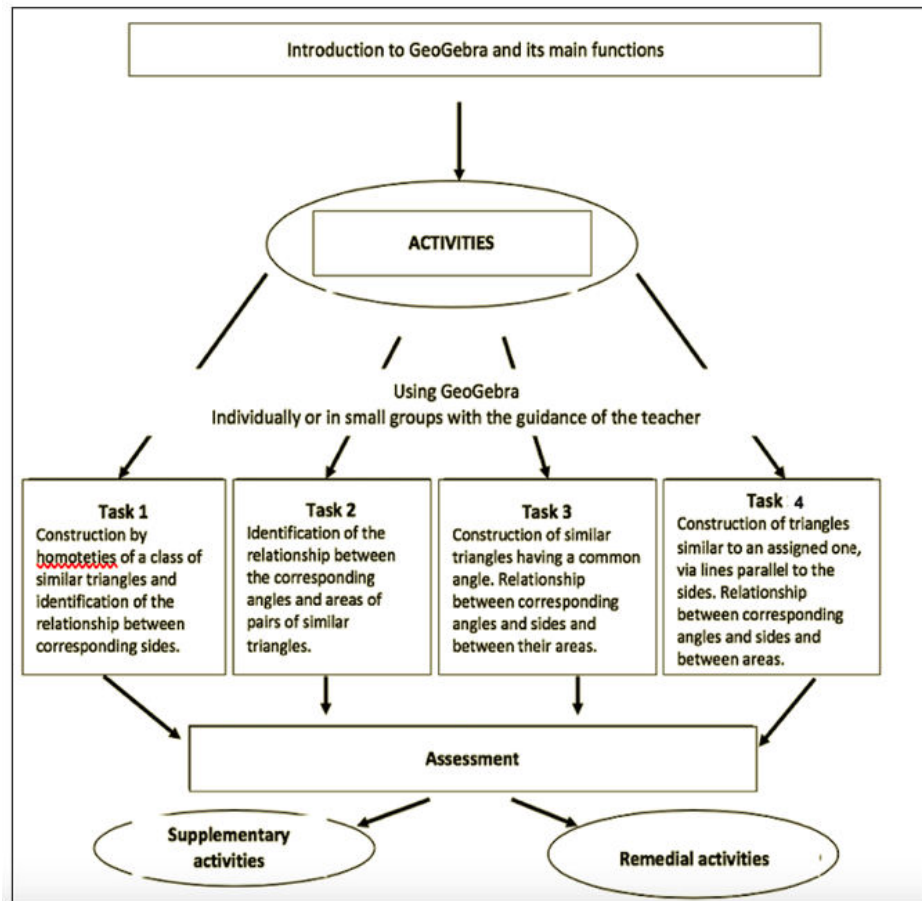 Introduction to GeoGebra and its main functions
ACTIVITIES
Using GeoGebra
Individually or in small groups with the guidance of the teacher
Task 1
Construction by
homoteties of a class of
similar triangles and
identification of the
relationship between
corresponding sides.
Task 2
Identification of the
relationship between
the corresponding
angles and areas of
pairs of similar
triangles.
Task 3
Construction of similar
triangles having a common
angle. Relationship
between corresponding
angles and sides and
between their areas.
Task 4
Construction of triangles
similar to an assigned one,
via lines parallel to the
sides. Relationship
between corresponding
angles and sides and
between areas.
Assessment
Supplementary
activities
Remedial activities